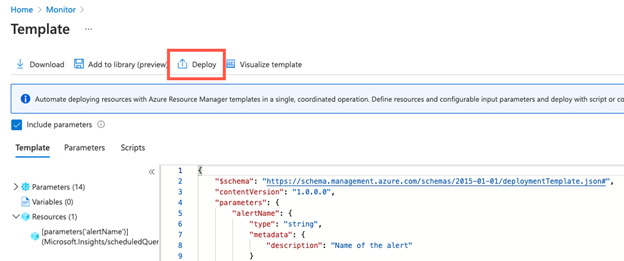 Home > Monitor >
Template ...
Download Add to library (preview) Deploy Visualize template
Automate deploying resources with Azure Resource Manager templates in a single, coordinated operation. Define resources and configurable input parameters and deploy with script or co
Include parameters
Template Parameters Scripts
«
Parameters (14)
Variables (0)
Resources (1)
[parameters('alertName')]
(Microsoft.Insights/scheduledQuer
1 {
2 "$schema": "https://schema.management.azure.com/schemas/2015-01-01/deploymentTemplate.json#",
3 "contentVersion": "1.0.0.0",
4 "parameters": {
5 "alertName": {
6 "type": "string",
7 "metadata": {
8 "description": "Name of the alert"
9 }